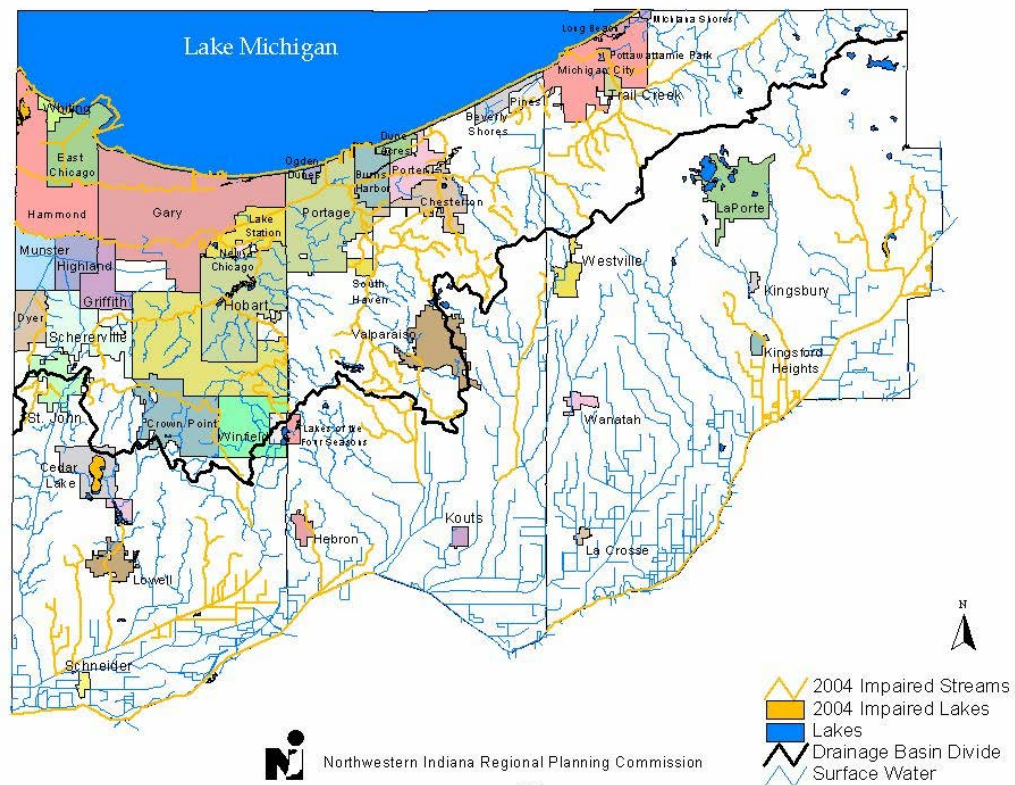 Lake Michigan
Michiana Shores
Long Beach
Pottawattamie Park
Michigan City
Trail Creek
Pines
Beverly
Shores
Whiting
East
Chicago
Dune
Acres
Ogden
Dunes
Burns
Harbor
Porter
Chesterton
Hammond
Gary
Portage
LaPorte
Lake
Station
Munster
Highland
New
Chicago
Westville
Griffith
Hobart
South
Haven
Kingsbury
Dyer
Schererville
Valparaiso
Kingsford
Heights
St. John
Crown Point
Winfield
Lakes of the
Four Seasons
Wanatah
Cedar
Lake
Hebron
Kouts
La Crosse
Lowell
Schneider
N
2004 Impaired Streams
2004 Impaired Lakes
Lakes
Drainage Basin Divide
Surface Water
Northwestern Indiana Regional Planning Commission